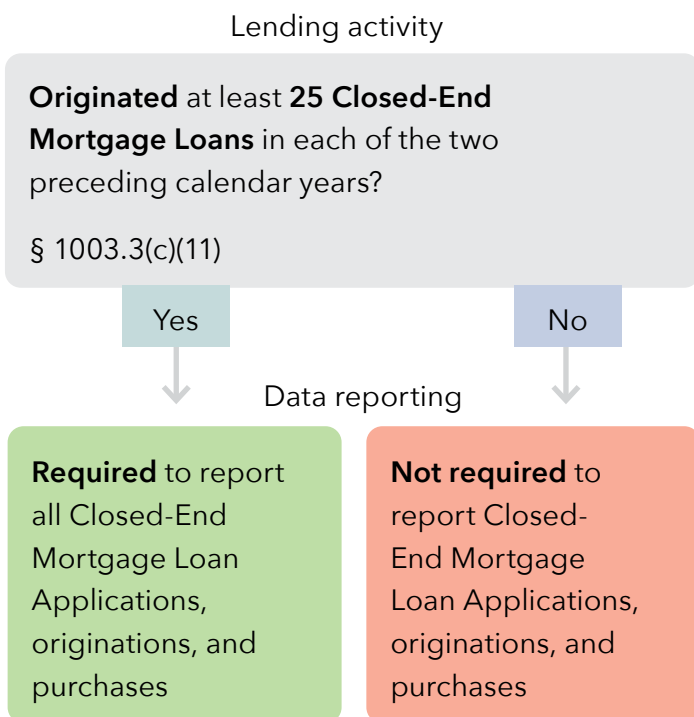 Lending activity
Originated at least 25 Closed-End
Mortgage Loans in each of the two
preceding calendar years?
§ 1003.3(c)(11)
Yes
No
Data reporting
Required to report
all Closed-End
Mortgage Loan
Applications,
originations, and
purchases
Not required to
report Closed-
End Mortgage
Loan Applications,
originations, and
purchases